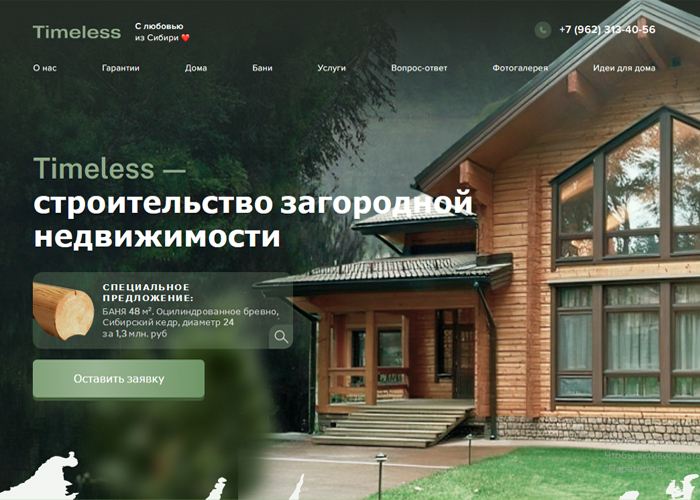 Timeless
С любовью
из Сибири ❤️
+7 (962) 313-40-56
О нас
Гарантии
Дома
Бани
Услуги
Вопрос-ответ
Фотогалерея
Идеи для дома
Timeless —
строительство загородной
недвижимости
СПЕЦИАЛЬНОЕ
ПРЕДЛОЖЕНИЕ:
БАНЯ 48 м². Оцилиндрованное бревно,
Сибирский кедр, диаметр 24
за 1,3 млн. руб
Оставить заявку